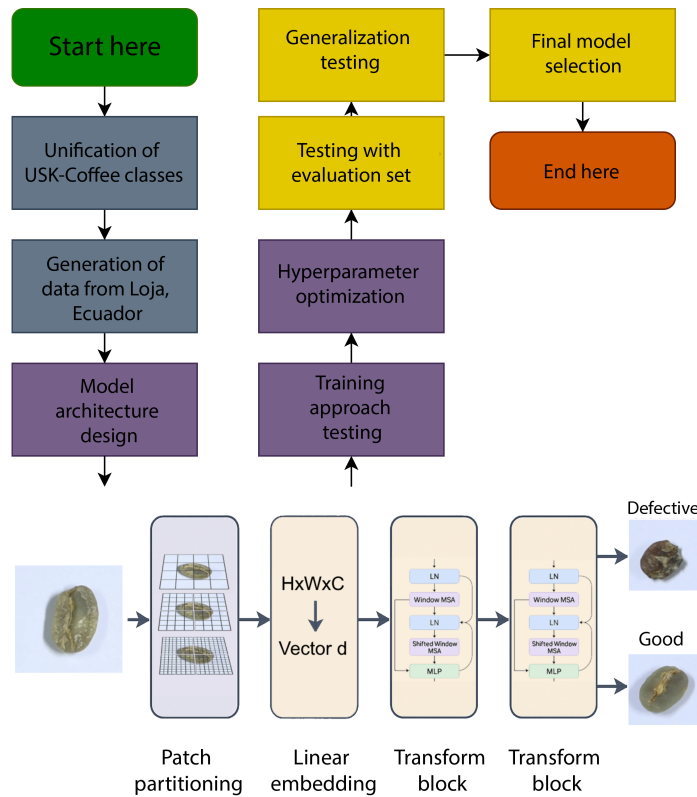 Start here
Unification of
USK-Coffee classes
Generation of
data from Loja,
Ecuador
Model
architecture
design
Generalization
testing
Testing with
evaluation set
Hyperparameter
optimization
Training
approach
testing
Final model
selection
End here
HxWxC
Vector d
LN
Window MSA
LN
Shifted Window
MSA
MLP
LN
Window MSA
LN
Shifted Window
MSA
MLP
Defective
Good
Patch
partitioning
Linear
embedding
Transform
block
Transform
block